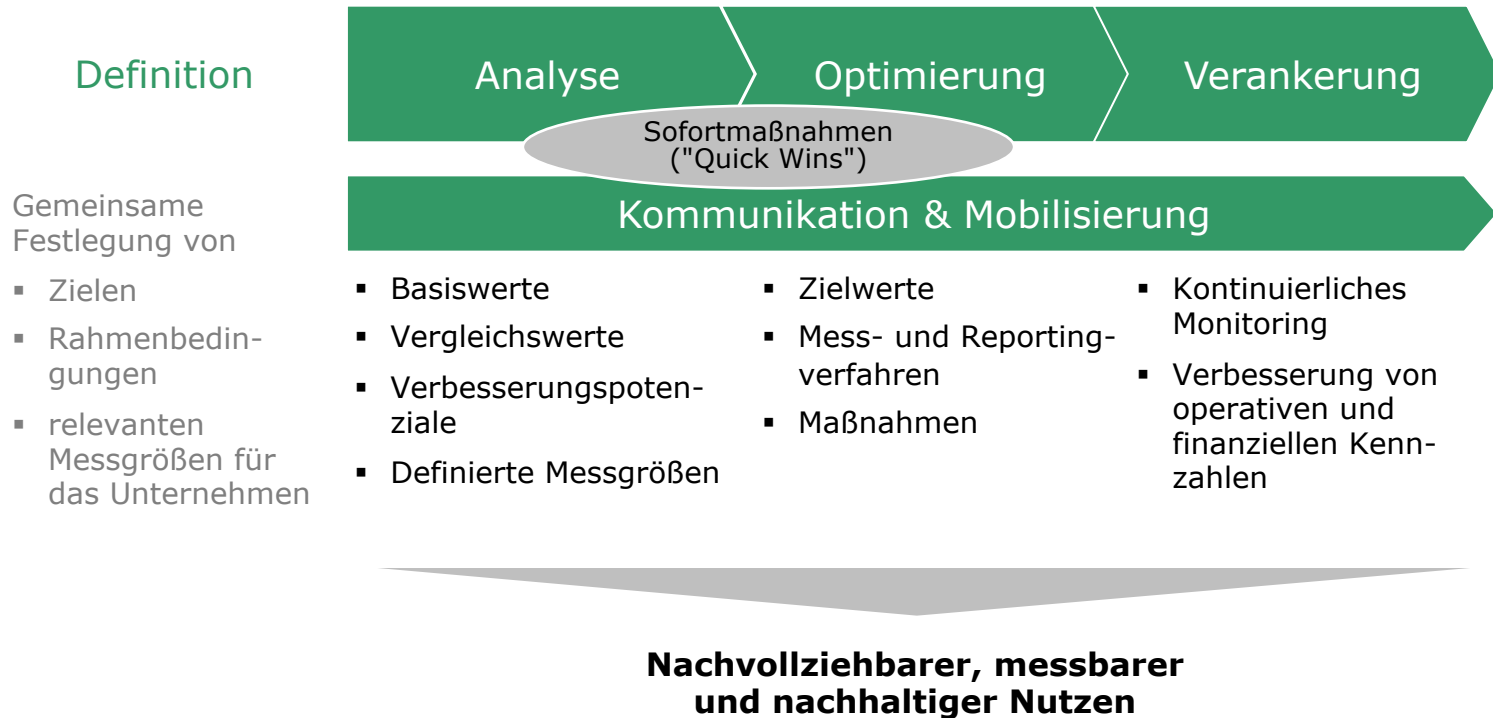 Definition
Analyse
Optimierung
Verankerung
Sofortmaßnahmen
("Quick Wins")
Kommunikation & Mobilisierung
Gemeinsame
Festlegung von
▪ Zielen
▪ Rahmenbedin-
gungen
▪ relevanten
Messgrößen für
das Unternehmen
▪ Basiswerte
▪ Vergleichswerte
▪ Verbesserungspoten-
ziale
▪ Definierte Messgrößen
▪ Zielwerte
▪ Mess- und Reporting-
verfahren
▪ Maßnahmen
▪ Kontinuierliches
Monitoring
▪ Verbesserung von
operativen und
finanziellen Kenn-
zahlen
Nachvollziehbarer, messbarer
und nachhaltiger Nutzen